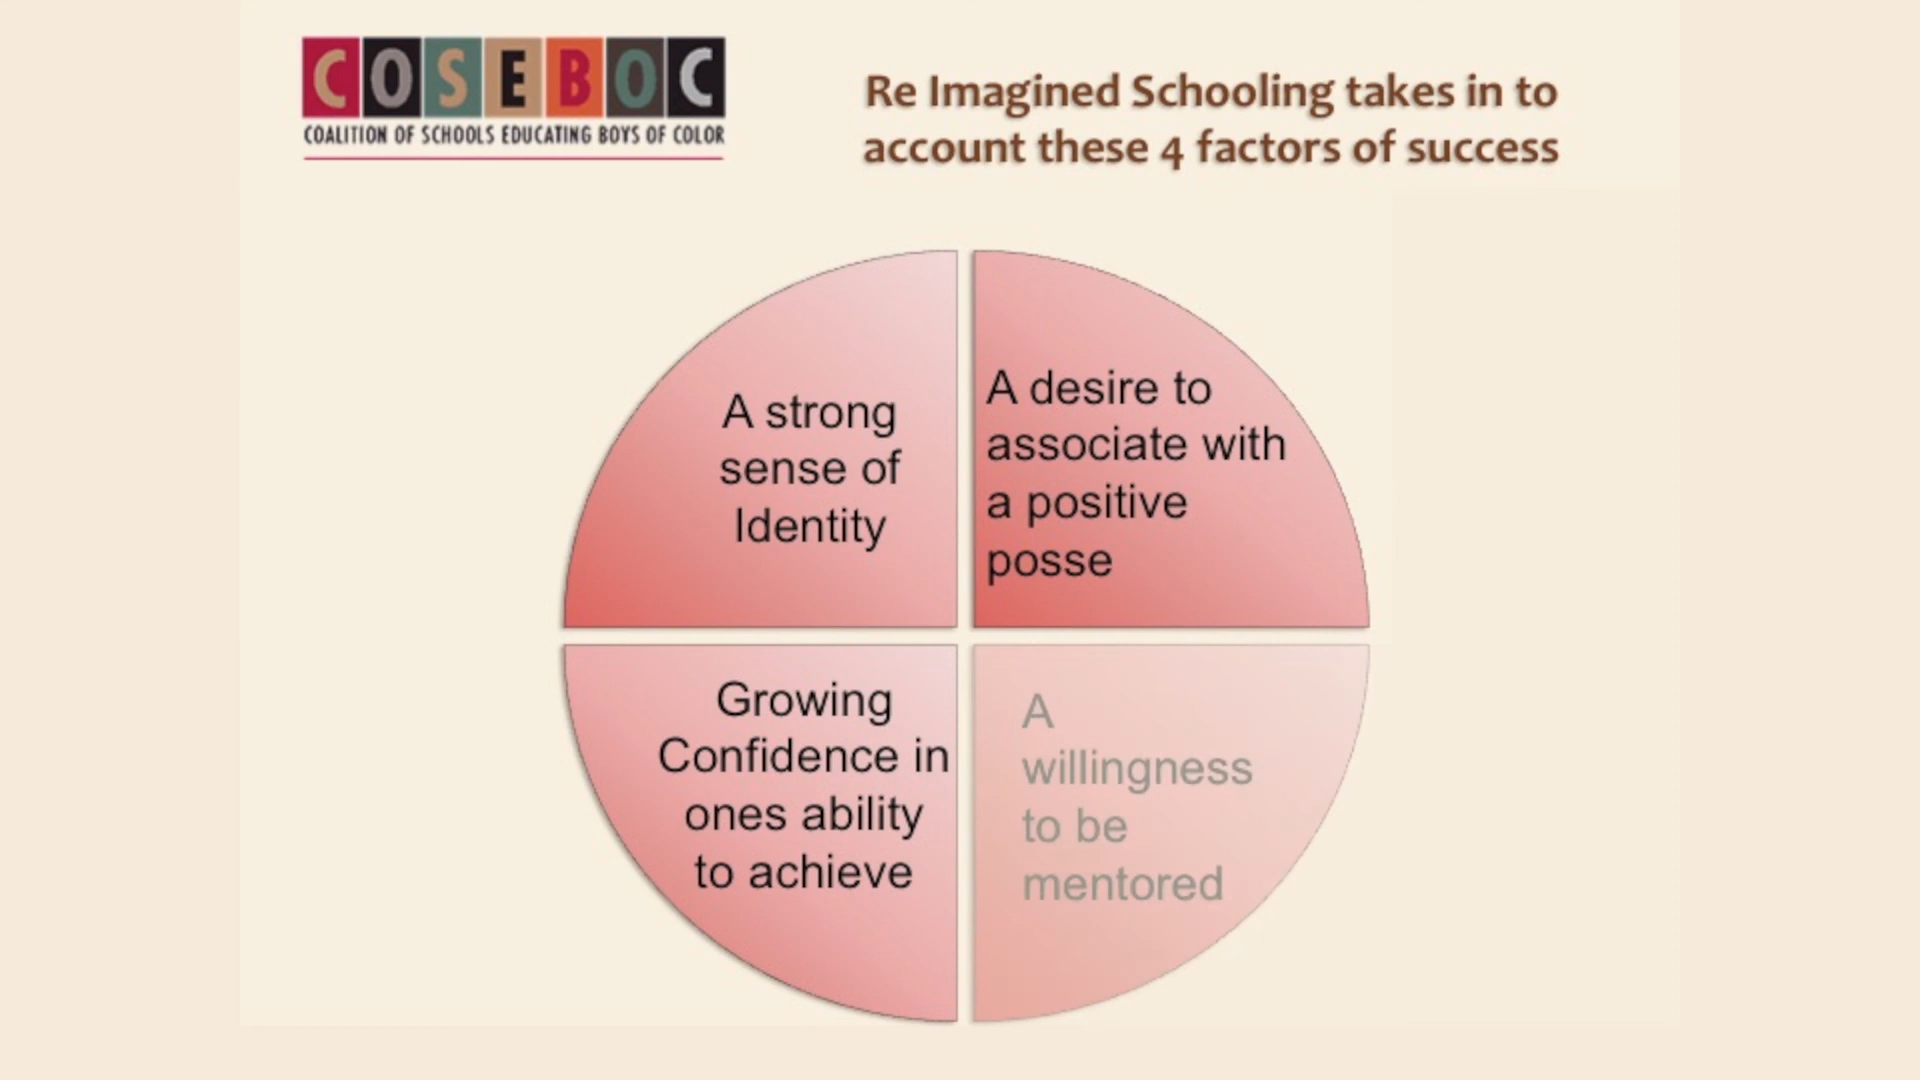 COSEBOC
COALITION OF SCHOOLS EDUCATING BOYS OF COLOR
Re Imagined Schooling takes in to
account these 4 factors of success
A strong
sense of
Identity
A desire to
associate with
a positive
posse
Growing
Confidence in
ones ability
to achieve
A
willingness
to be
mentored